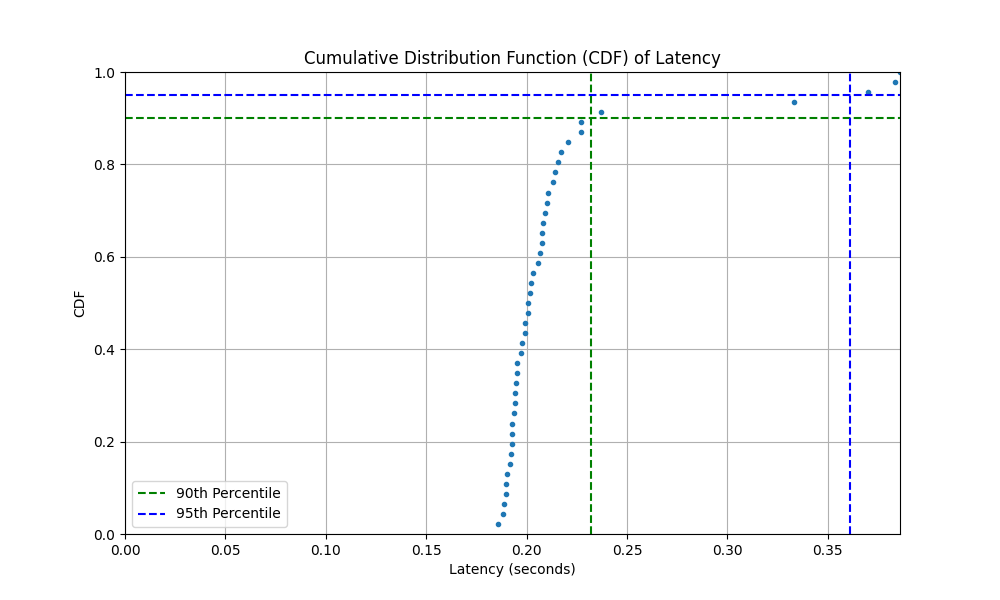 Cumulative Distribution Function (CDF) of Latency
1.0
0.8
0.6
0.4
0.2
0.0
CDF
90th Percentile
95th Percentile
0.00 0.05 0.10 0.15 0.20 0.25 0.30 0.35
Latency (seconds)